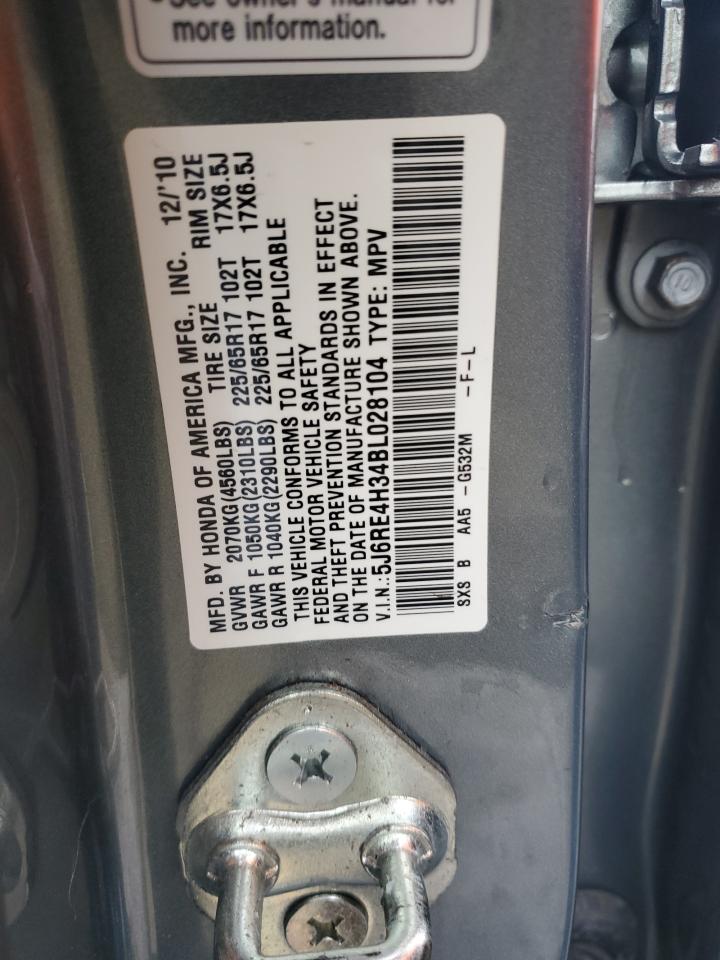 See owner's manual for
more information.
MFD. BY HONDA OF AMERICA MFG., INC. 12/'10
GVWR 2070KG(4560LBS) TIRE SIZE RIM SIZE
GAWR F 1050KG(2310LBS) 225/65R17 102T 17X6.5J
GAWR R 1040KG(2290LBS) 225/65R17 102T 17X6.5J
THIS VEHICLE CONFORMS TO ALL APPLICABLE
FEDERAL MOTOR VEHICLE SAFETY
AND THEFT PREVENTION STANDARDS IN EFFECT
ON THE DATE OF MANUFACTURE SHOWN ABOVE.
V.I.N.:5J6RE4H34BL028104 TYPE: MPV
SXS B AA5 -G532M -F-L
10